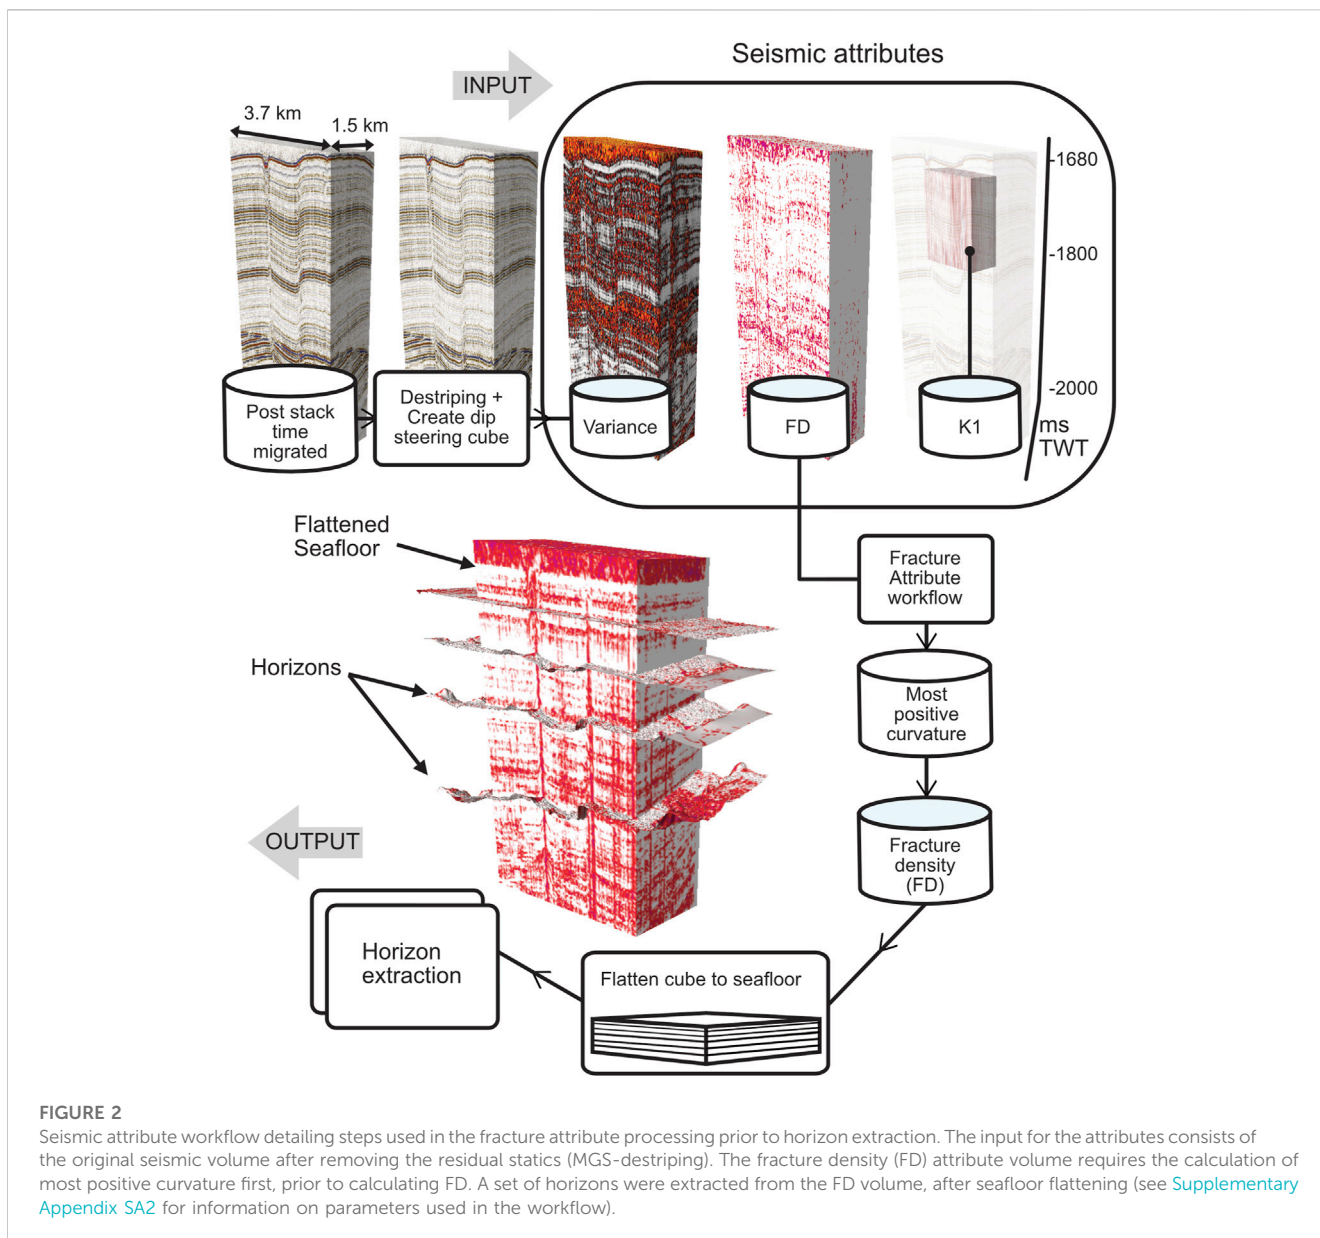 Seismic attributes
INPUT
3.7 km
1.5 km
-1680
-1800
-2000
ms
TWT
Post stack
time
migrated
Destriping +
Create dip
steering cube
Variance
FD
K1
Flattened
Seafloor
Horizons
Fracture
Attribute
workflow
Most
positive
curvature
Fracture
density
(FD)
OUTPUT
Horizon
extraction
Flatten cube to seafloor
FIGURE 2
Seismic attribute workflow detailing steps used in the fracture attribute processing prior to horizon extraction. The input for the attributes consists of
the original seismic volume after removing the residual statics (MGS-destriping). The fracture density (FD) attribute volume requires the calculation of
most positive curvature first, prior to calculating FD. A set of horizons were extracted from the FD volume, after seafloor flattening (see Supplementary
Appendix SA2 for information on parameters used in the workflow).